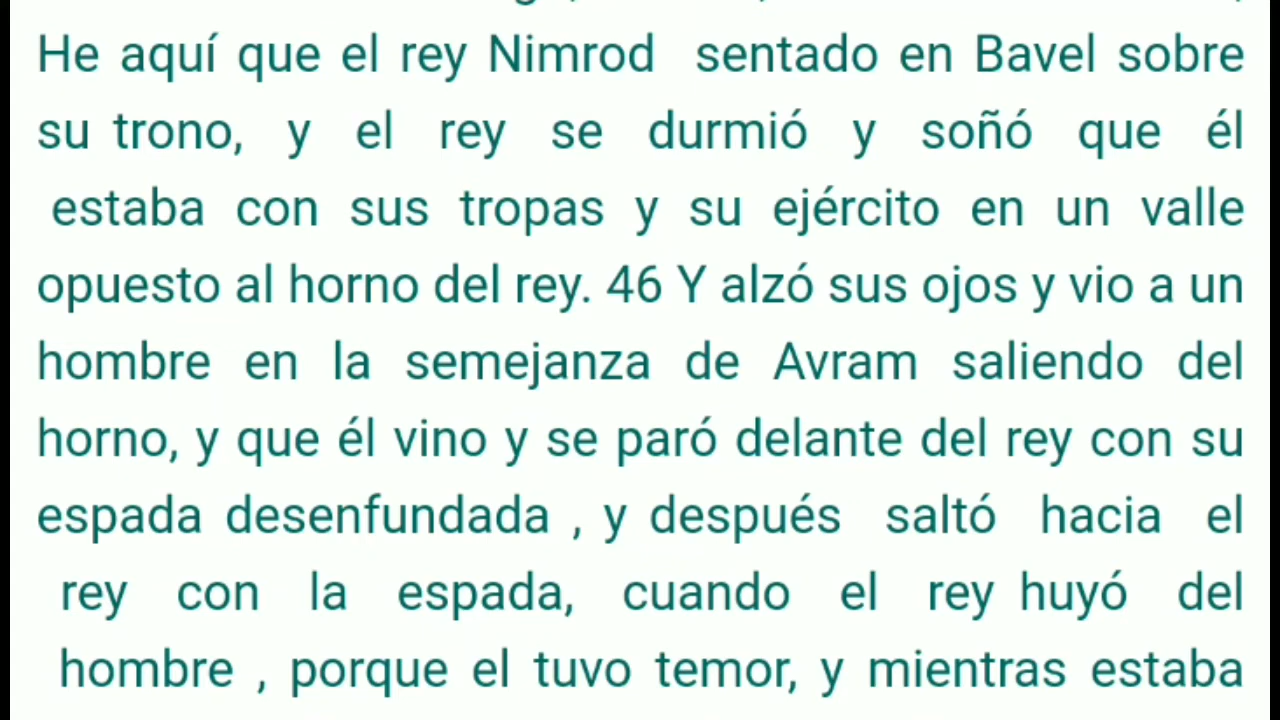 He aquí que el rey Nimrod sentado en Bavel sobre
su trono, y el rey se durmió y soñó que él
estaba con sus tropas y su ejército en un valle
opuesto al horno del rey. 46 Y alzó sus ojos y vio a un
hombre en la semejanza de Avram saliendo del
horno, y que él vino y se paró delante del rey con su
espada desenfundada , y después saltó hacia el
rey con la espada, cuando el rey huyó del
hombre , porque el tuvo temor, y mientras estaba